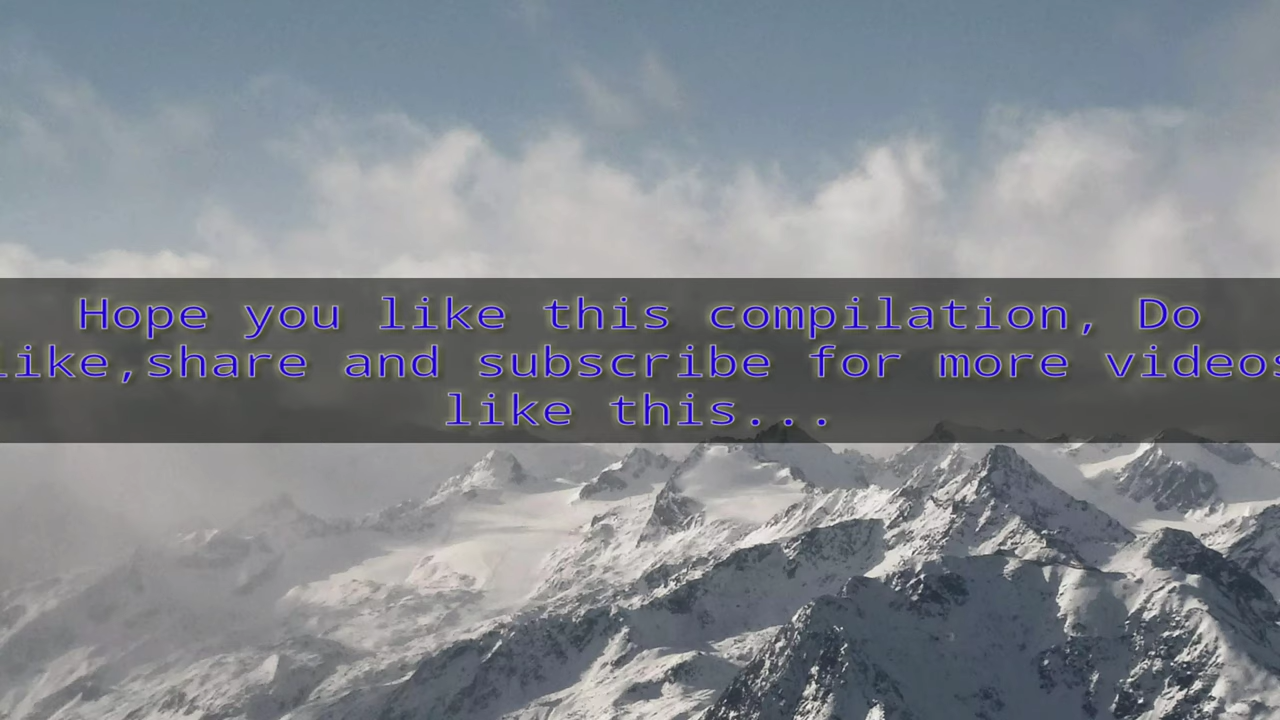 Hope you like this compilation, Do
like,share and subscribe for more videos
like this...